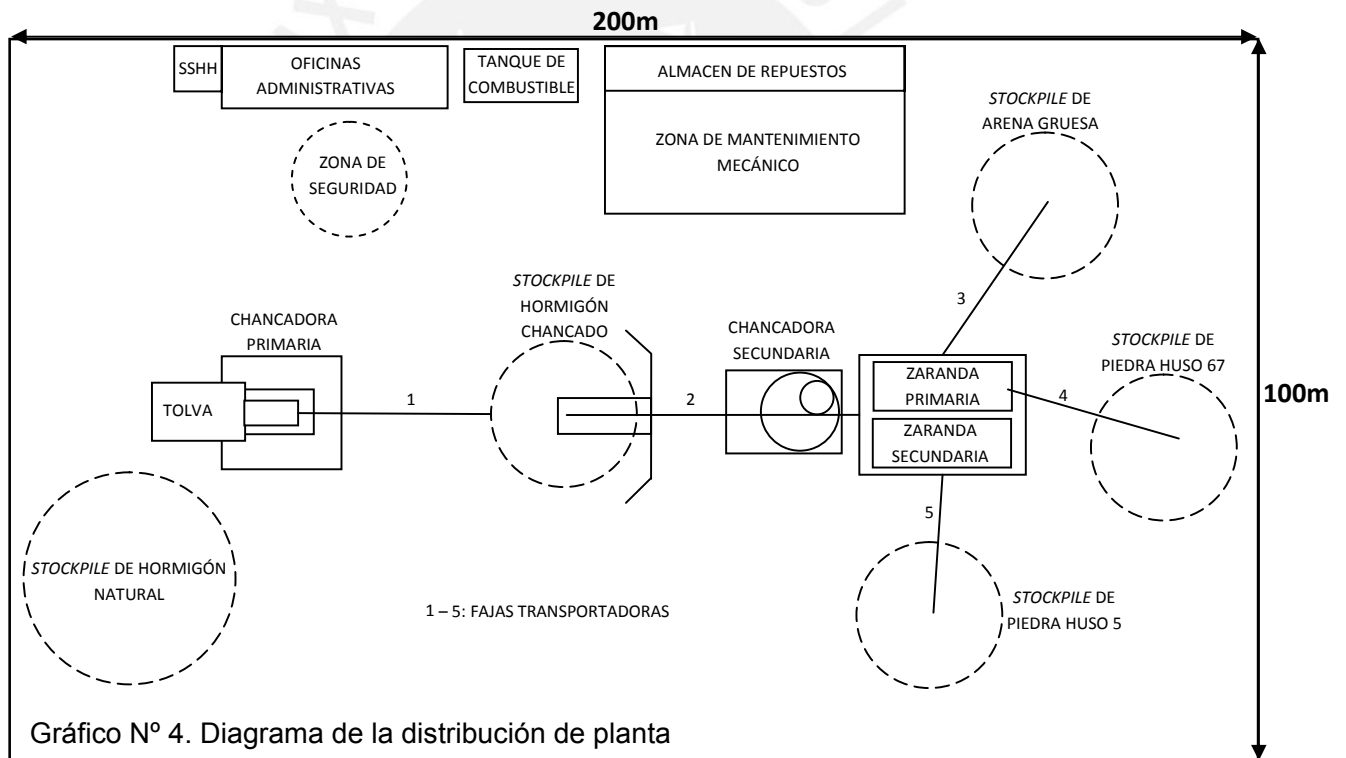 200m
SSHH
OFICINAS
ADMINISTRATIVAS
TANQUE DE
COMBUSTIBLE
ALMACEN DE REPUESTOS
ZONA DE MANTENIMIENTO
MECÁNICO
STOCKPILE DE
ARENA GRUESA
ZONA DE
SEGURIDAD
STOCKPILE DE
HORMIGÓN
CHANCADO
CHANCADORA
PRIMARIA
CHANCADORA
SECUNDARIA
3
STOCKPILE DE
PIEDRA HUSO 67
TOLVA
1
2
ZARANDA
PRIMARIA
4
100m
ZARANDA
SECUNDARIA
5
STOCKPILE DE HORMIGÓN
NATURAL
1 – 5: FAJAS TRANSPORTADORAS
STOCKPILE DE
PIEDRA HUSO 5
Gráfico Nº 4. Diagrama de la distribución de planta